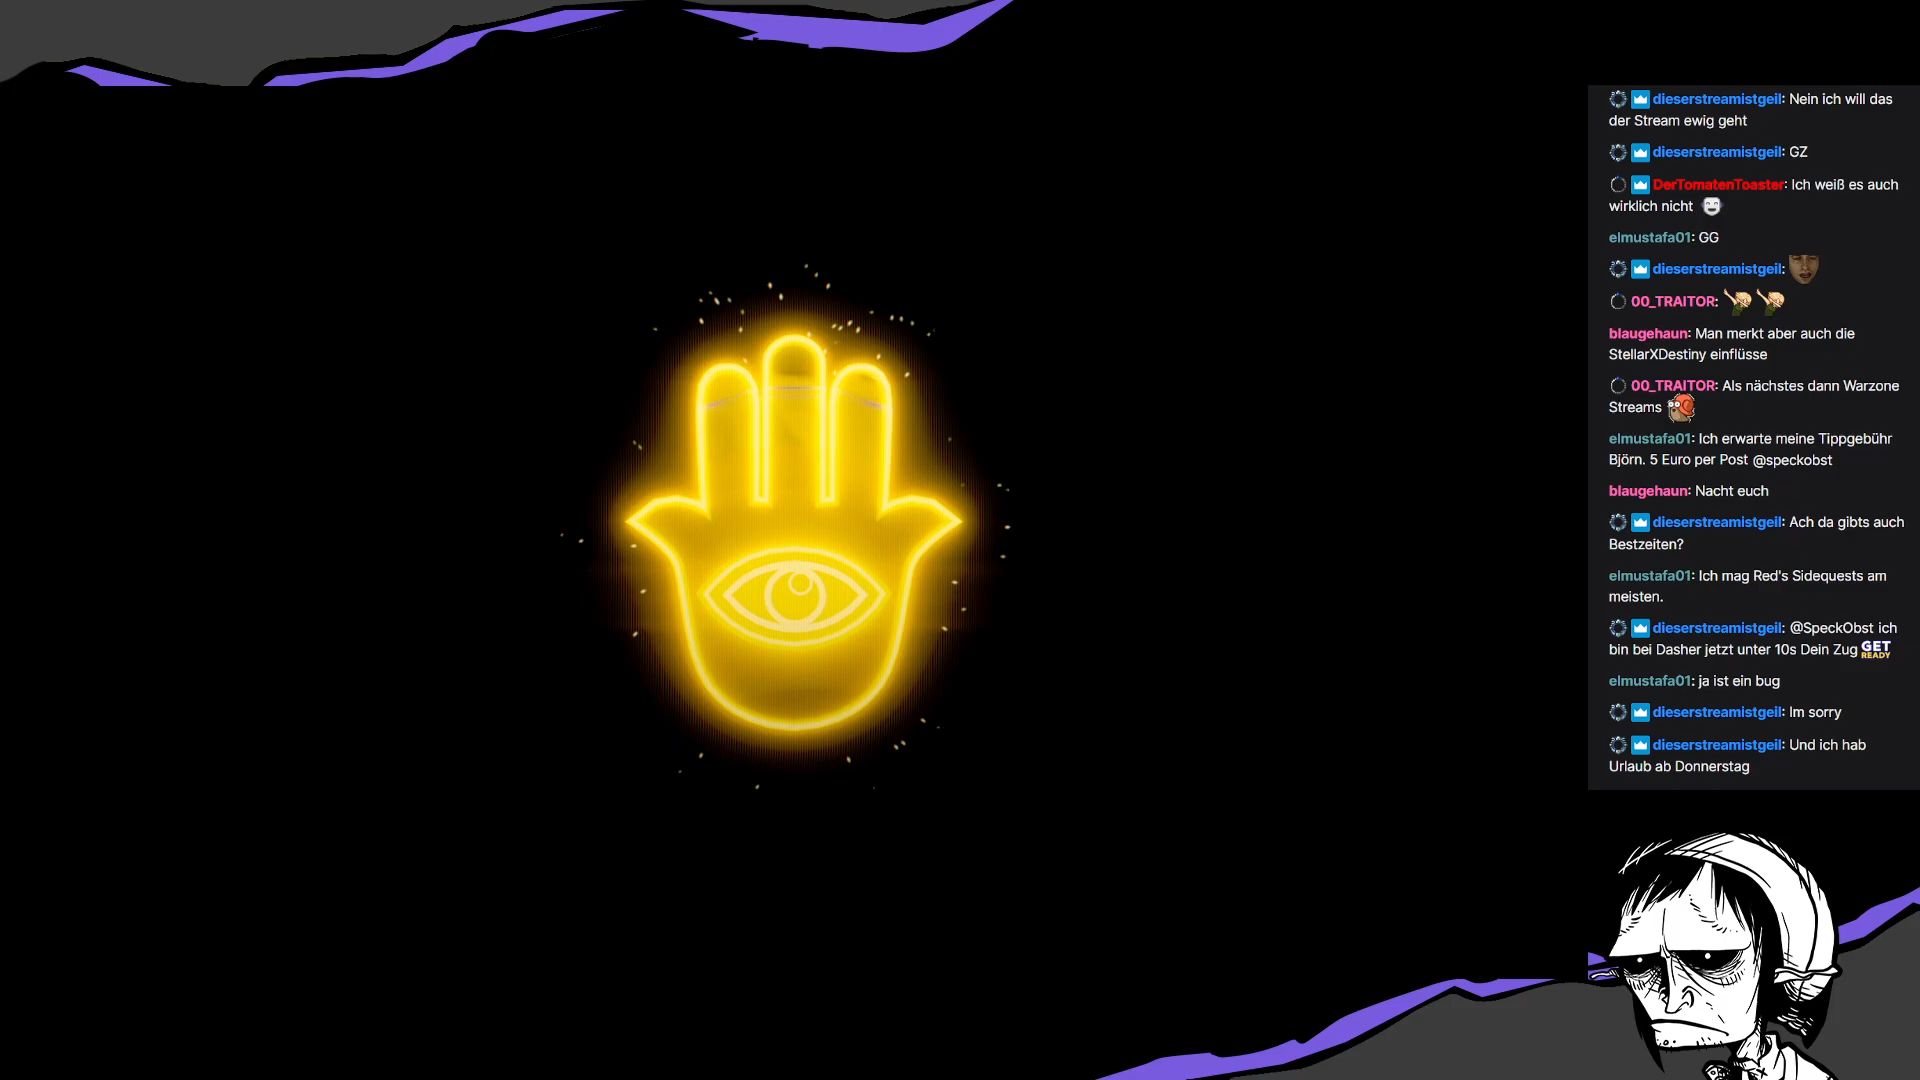 dieserstreamistgeil: Nein ich will das
der Stream ewig geht
dieserstreamistgeil: GZ
DerTomatenToaster: Ich weiß es auch
wirklich nicht
elmustafa01: GG
dieserstreamistgeil:
00_TRAITOR:
blaugehaun: Man merkt aber auch die
StellarXDestiny einflüsse
00_TRAITOR: Als nächstes dann Warzone
Streams
elmustafa01: Ich erwarte meine Tippgebühr
Björn. 5 Euro per Post @speckobst
blaugehaun: Nacht euch
dieserstreamistgeil: Ach da gibts auch
Bestzeiten?
elmustafa01: Ich mag Red's Sidequests am
meisten.
dieserstreamistgeil: @SpeckObst ich
bin bei Dasher jetzt unter 10s Dein Zug GET READY
elmustafa01: ja ist ein bug
dieserstreamistgeil: Im sorry
dieserstreamistgeil: Und ich hab
Urlaub ab Donnerstag